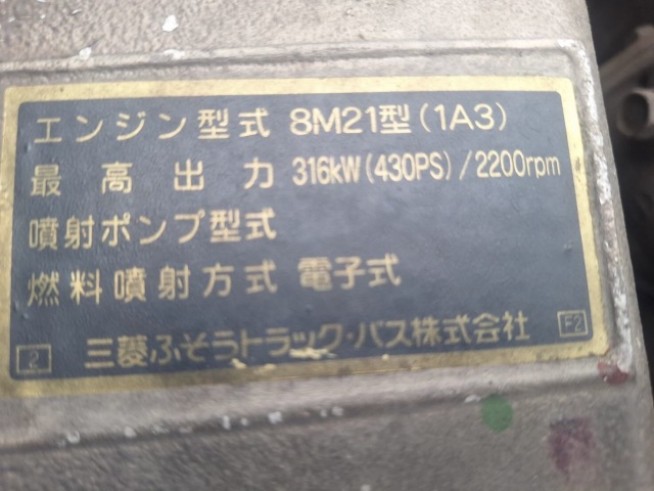 エンジン型式 8M21型(1A3)
最高出力 316kW(430PS)/2200rpm
噴射ポンプ型式
燃料噴射方式 電子式
2 三菱ふそうトラック・バス株式会社 F2